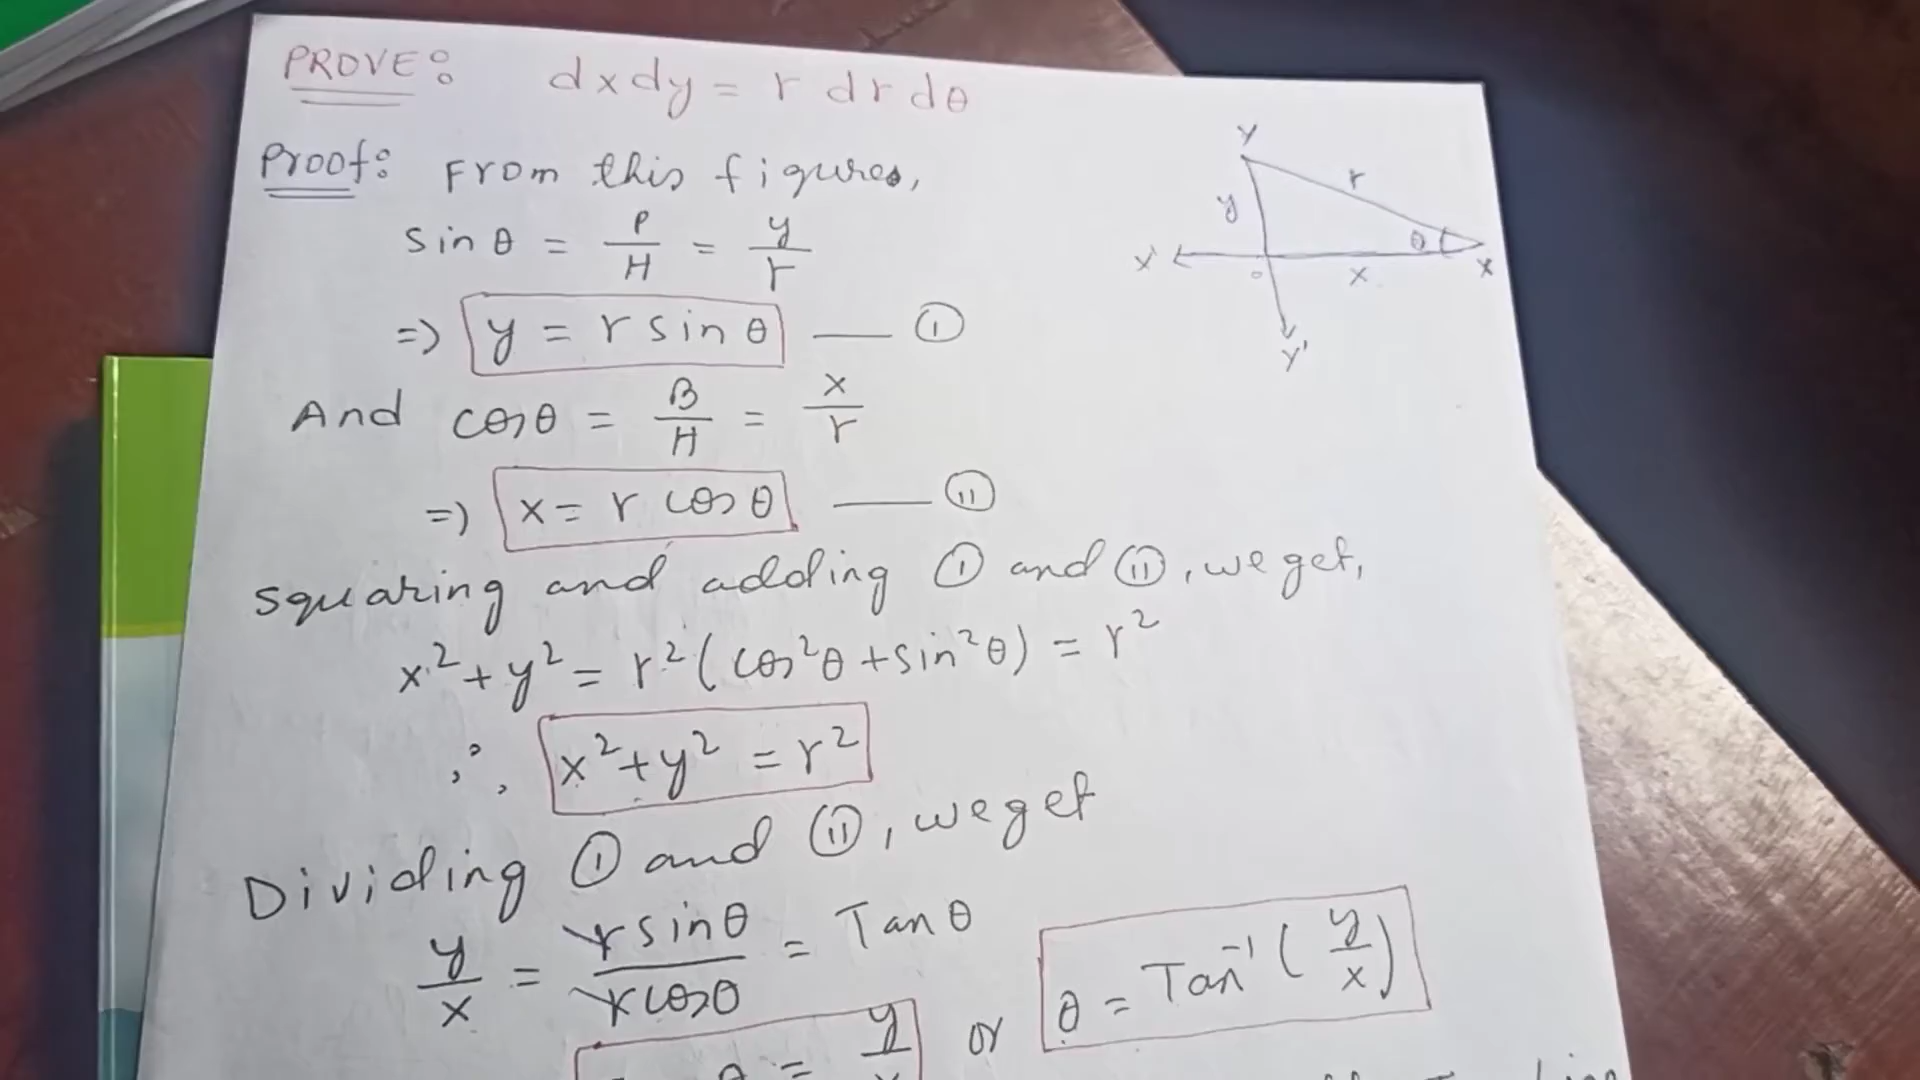 PROVE: dxdy = r dr dθ
Proof: From this figures,
sin θ = P/H = y/r
=> y = r sin θ —— (I)
And cos θ = B/H = x/r
=> x = r cos θ —— (II)
squaring and adding (I) and (II), we get,
x² + y² = r² (cos²θ + sin²θ) = r²
∴ x² + y² = r²
Dividing (I) and (II), we get
y/x = r sin θ / r cos θ = Tan θ
θ = y/x or θ = Tan⁻¹ (y/x)
Y
r
y
θ
X'
o
x
X
Y'